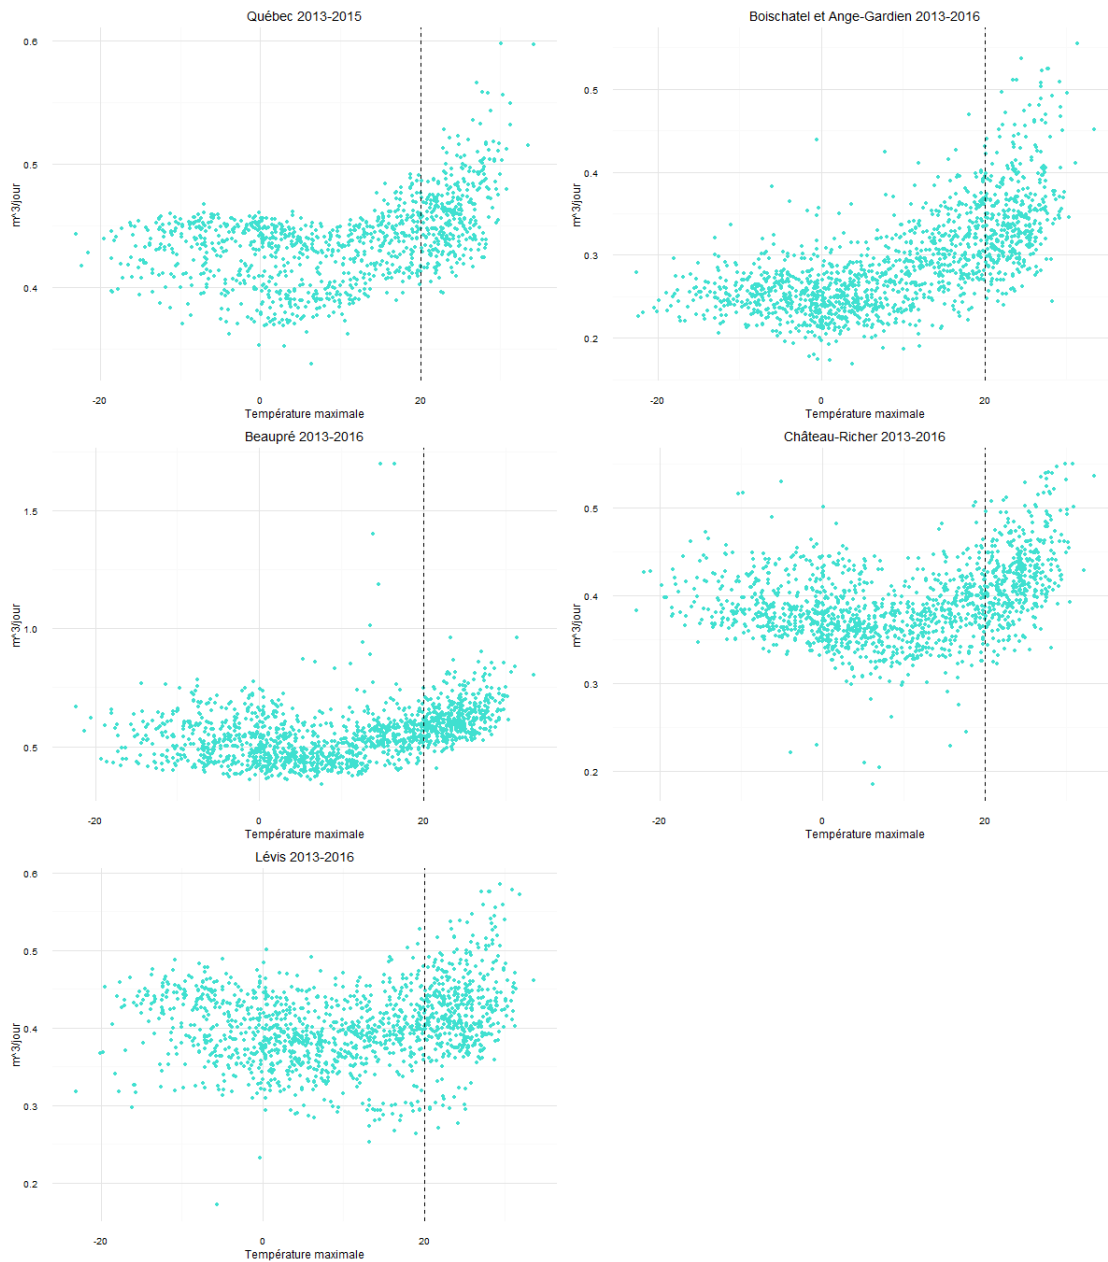 Québec 2013-2015
0.6
0.5
0.4
m^3/jour
-20 0 20
Température maximale
Boischatel et Ange-Gardien 2013-2016
0.5
0.4
0.3
0.2
m^3/jour
-20 0 20
Température maximale
Beaupré 2013-2016
1.5
1.0
0.5
m^3/jour
-20 0 20
Température maximale
Château-Richer 2013-2016
0.5
0.4
0.3
0.2
m^3/jour
-20 0 20
Température maximale
Lévis 2013-2016
0.6
0.5
0.4
0.3
0.2
m^3/jour
-20 0 20
Température maximale